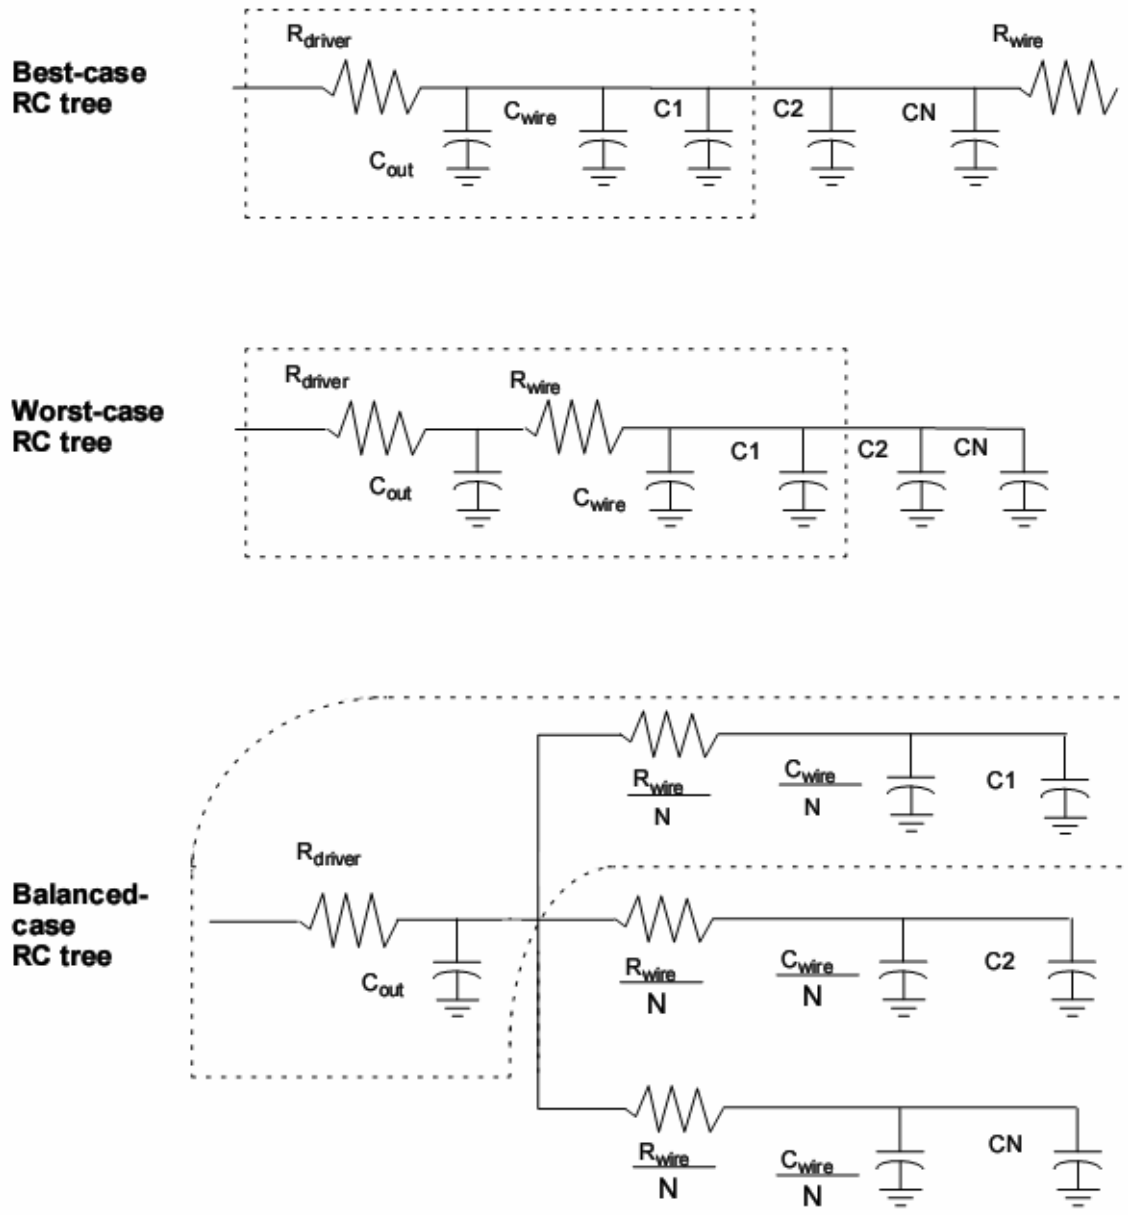 Best-case
RC tree
Rdriver
Cout
Cwire
C1
C2
CN
Rwire
Worst-case
RC tree
Rdriver
Cout
Rwire
Cwire
C1
C2
CN
Balanced-
case
RC tree
Rdriver
Cout
Rwire
N
Cwire
N
C1
Rwire
N
Cwire
N
C2
Rwire
N
Cwire
N
CN